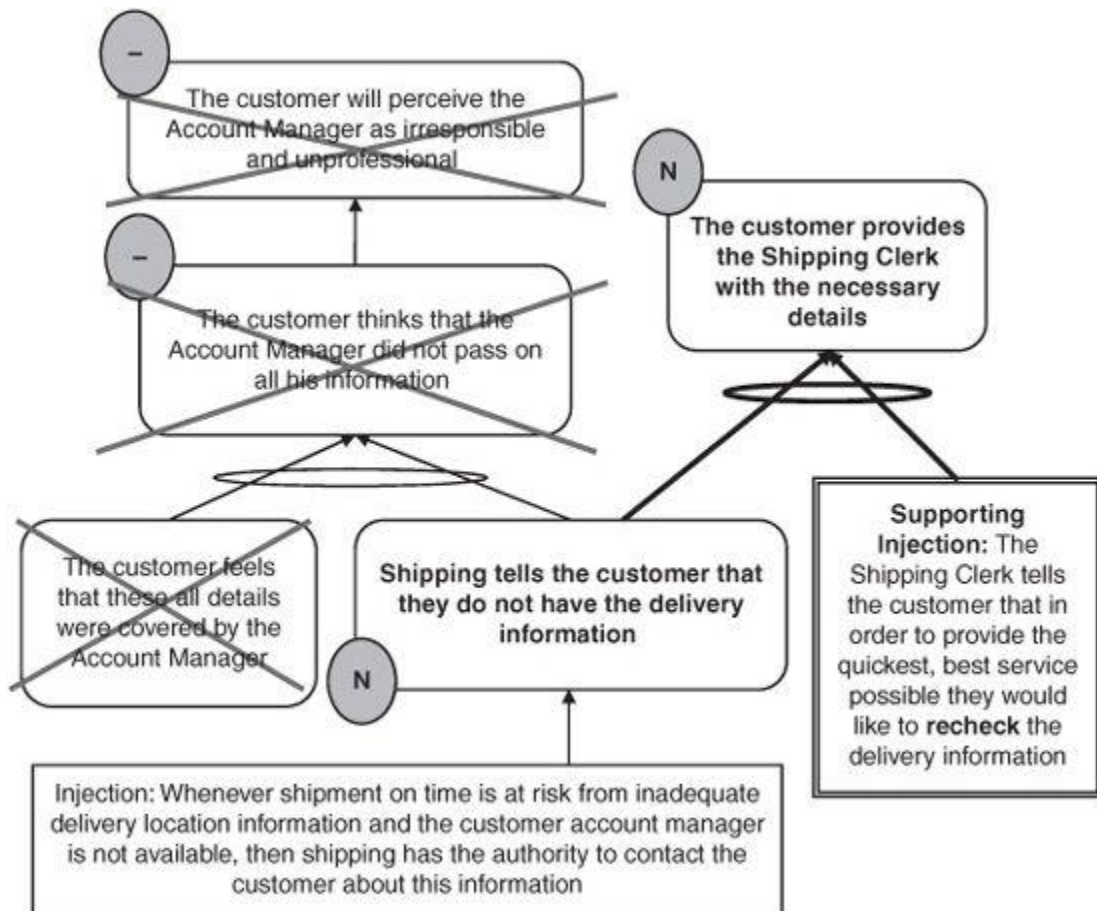 –
The customer will perceive the
Account Manager as irresponsible
and unprofessional
N
The customer provides
the Shipping Clerk
with the necessary
details
–
The customer thinks that the
Account Manager did not pass on
all his information
The customer feels
that these all details
were covered by the
Account Manager
Shipping tells the customer that
they do not have the delivery
information
N
Supporting
Injection: The
Shipping Clerk tells
the customer that in
order to provide the
quickest, best service
possible they would
like to recheck the
delivery information
Injection: Whenever shipment on time is at risk from inadequate
delivery location information and the customer account manager
is not available, then shipping has the authority to contact the
customer about this information